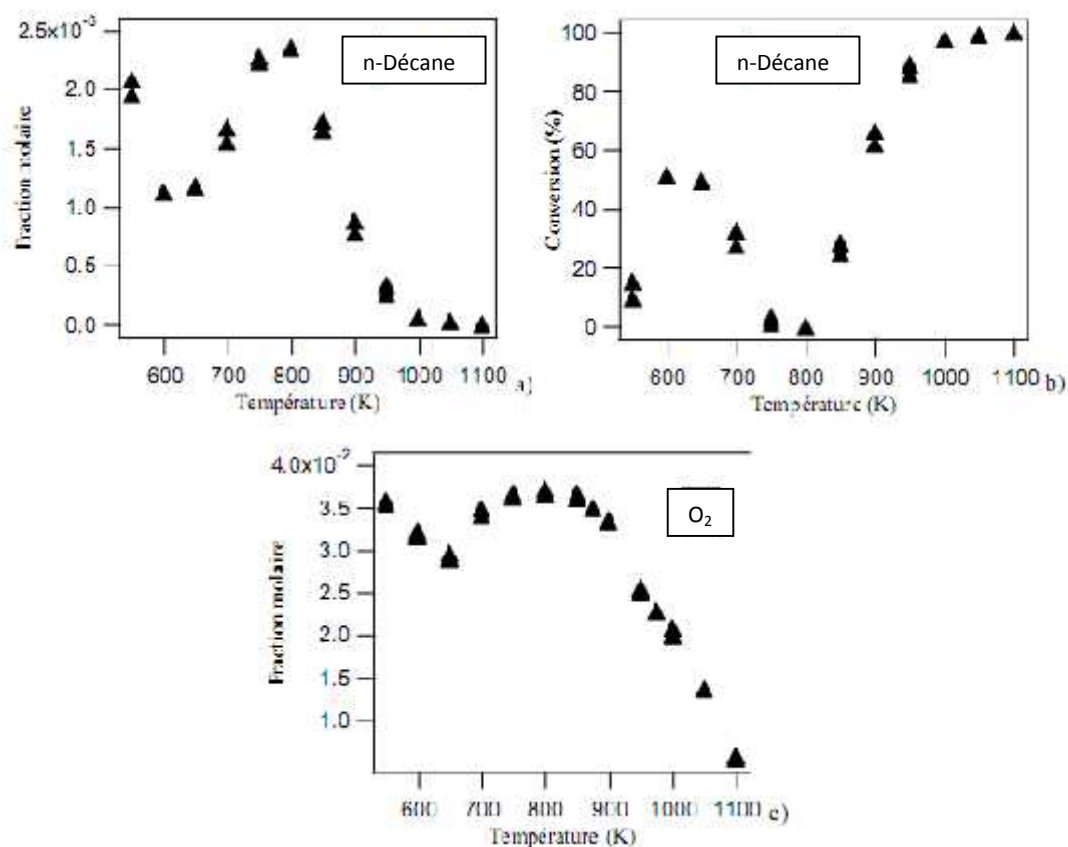 2.5x10⁻³
2.0
1.5
1.0
0.5
0.0
Fraction molaire
n-Décane
600 700 800 900 1000 1100 a)
Température (K)
100
80
60
40
20
0
Conversion (%)
n-Décane
600 700 800 900 1000 1100 b)
Température (K)
4.0x10⁻²
3.5
3.0
2.5
2.0
1.5
1.0
Fraction molaire
O₂
600 700 800 900 1000 1100 c)
Température (K)